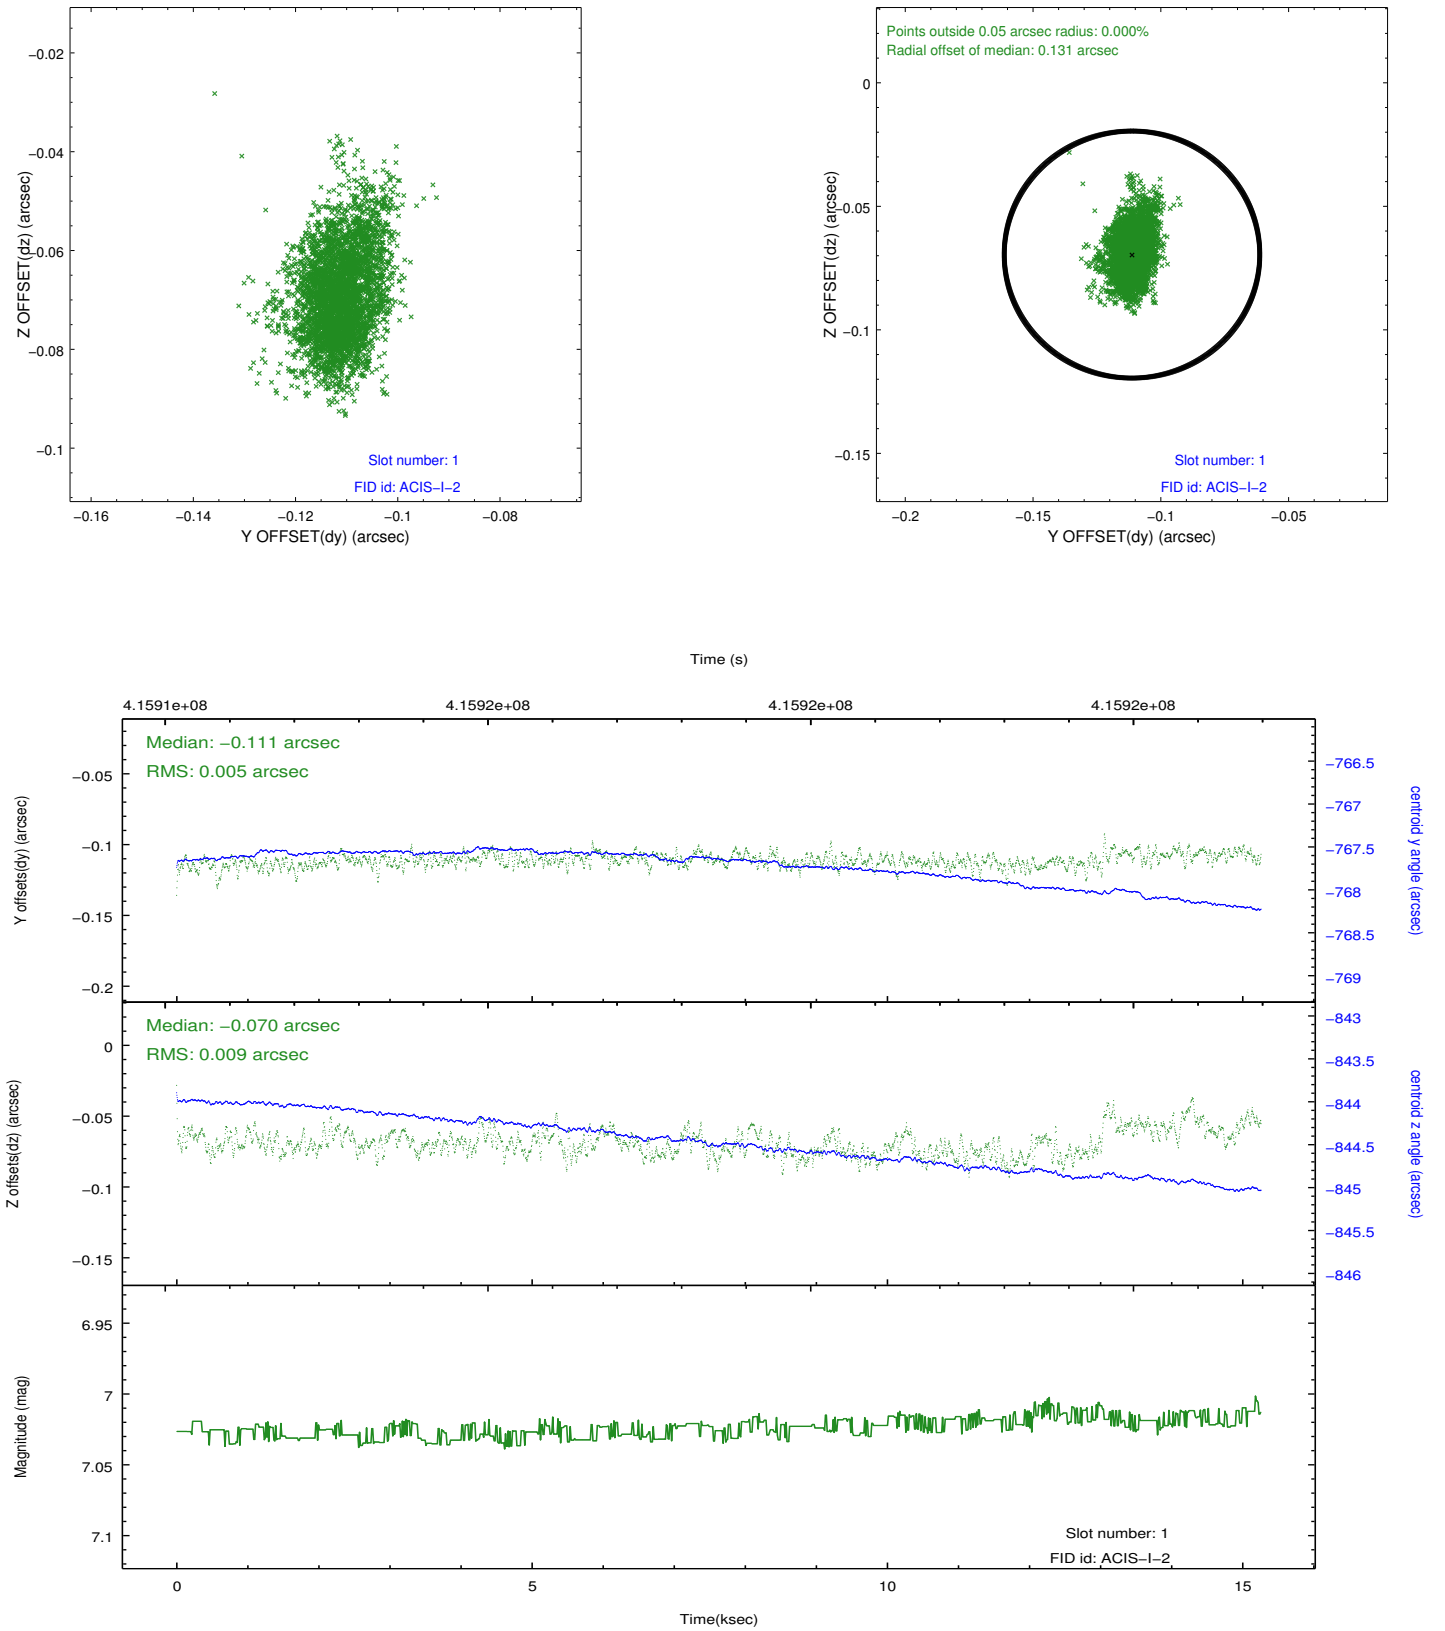 −0.02
−0.04
−0.06
−0.08
−0.1
Z OFFSET(dz) (arcsec)
Slot number: 1
FID id: ACIS−I−2
−0.16
−0.14
−0.12
−0.1
−0.08
Y OFFSET(dy) (arcsec)
Points outside 0.05 arcsec radius: 0.000%
Radial offset of median: 0.131 arcsec
0
−0.05
−0.1
−0.15
Z OFFSET(dz) (arcsec)
Slot number: 1
FID id: ACIS−I−2
−0.2
−0.15
−0.1
−0.05
Y OFFSET(dy) (arcsec)
Time (s)
4.1591e+08
4.1592e+08
4.1592e+08
4.1592e+08
Median: −0.111 arcsec
RMS: 0.005 arcsec
−0.05
−0.1
−0.15
−0.2
Y offsets(dy) (arcsec)
−766.5
−767
−767.5
−768
−768.5
−769
centroid y angle (arcsec)
Median: −0.070 arcsec
RMS: 0.009 arcsec
0
−0.05
−0.1
−0.15
Z offsets(dz) (arcsec)
−843
−843.5
−844
−844.5
−845
−845.5
−846
centroid z angle (arcsec)
6.95
7
7.05
7.1
Magnitude (mag)
Slot number: 1
FID id: ACIS−I−2
0
5
10
15
Time(ksec)